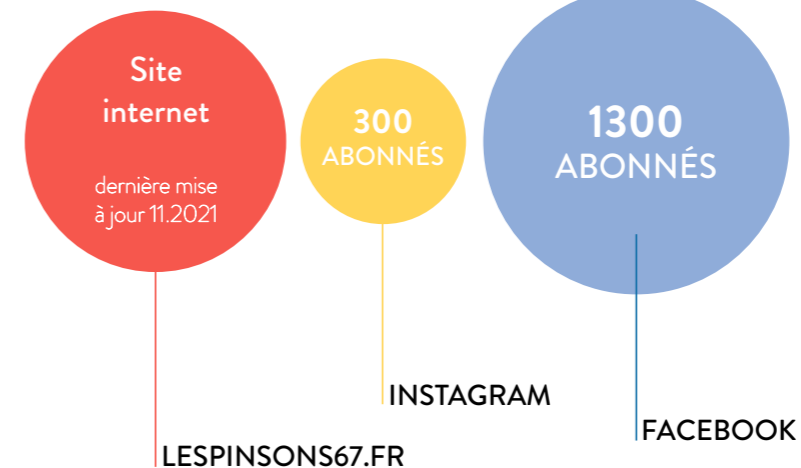 Site
internet
dernière mise
à jour 11.2021
300
ABONNÉS
1300
ABONNÉS
INSTAGRAM
FACEBOOK
LESPINSONS67.FR